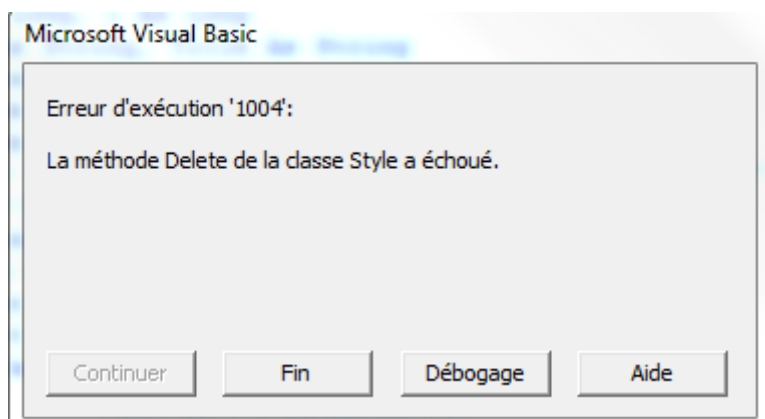 Microsoft Visual Basic
Erreur d'exécution '1004':
La méthode Delete de la classe Style a échoué.
Continuer Fin Débogage Aide